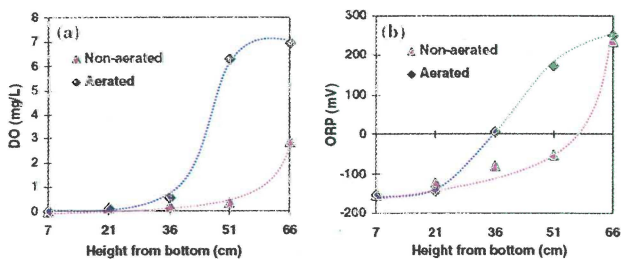 (a)
Non-aerated
Aerated
DO (mg/L)
8
7
6
5
4
3
2
1
0
7 21 36 51 66
Height from bottom (cm)
(b)
Non-aerated
Aerated
ORP (mV)
300
200
100
0
-100
-200
7 21 36 51 66
Height from bottom (cm)